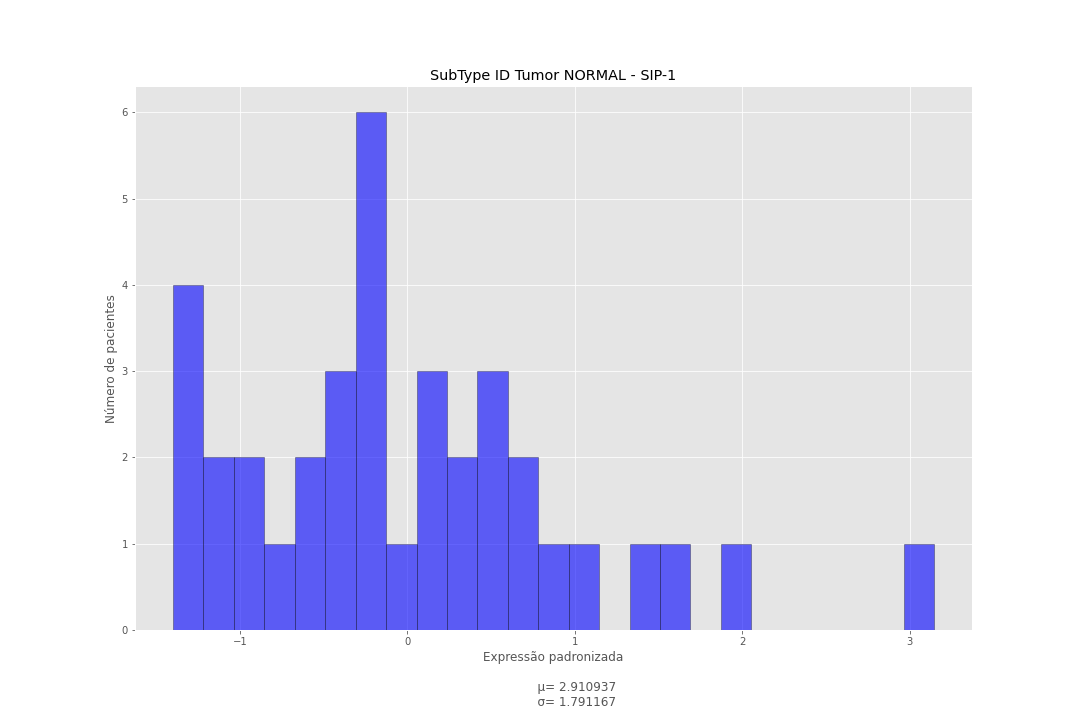 SubType ID Tumor NORMAL - SIP-1
6
5
4
3
2
1
0
Número de pacientes
−1
0
1
2
3
Expressão padronizada
μ= 2.910937
σ= 1.791167